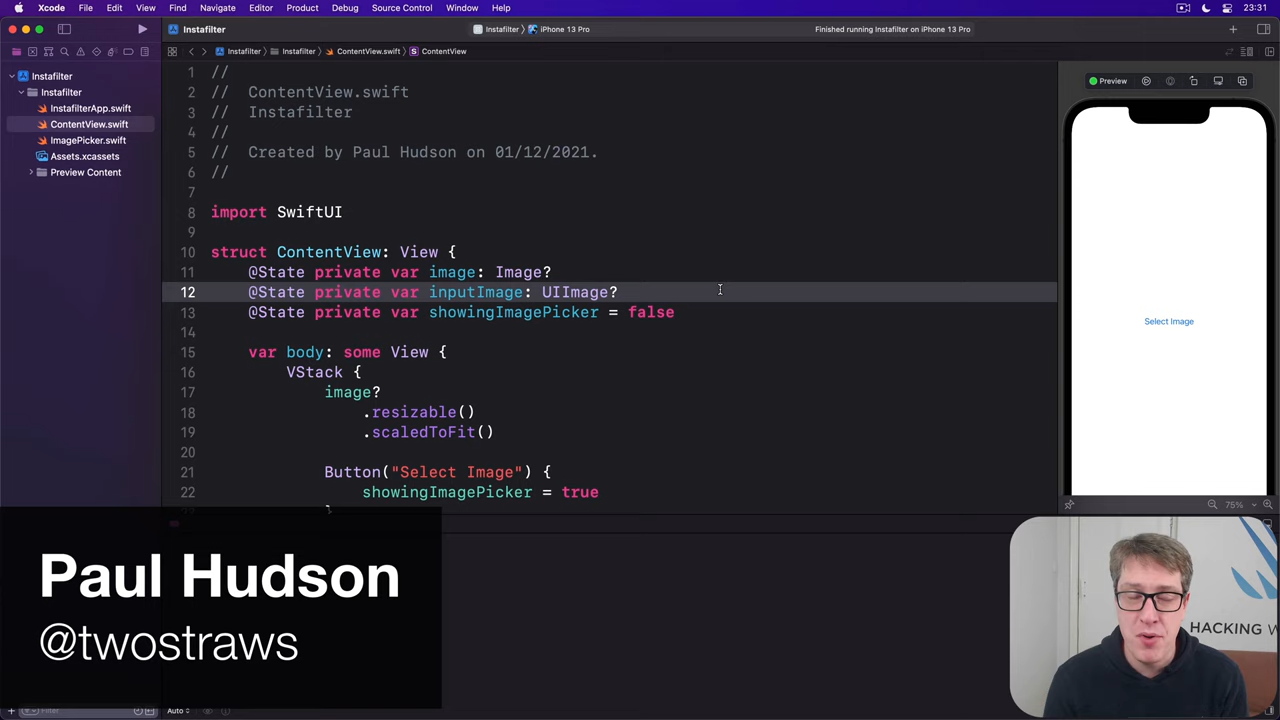 Xcode File Edit View Find Navigate Editor Product Debug Source Control Window Help 23:31
Instafilter
Instafilter iPhone 13 Pro
Finished running Instafilter on iPhone 13 Pro
Instafilter Instafilter ContentView.swift ContentView
Instafilter
Instafilter
InstafilterApp.swift
ContentView.swift
ImagePicker.swift
Assets.xcassets
Preview Content
1 //
2 // ContentView.swift
3 // Instafilter
4 //
5 // Created by Paul Hudson on 01/12/2021.
6 //
7
8 import SwiftUI
9
10 struct ContentView: View {
11 @State private var image: Image?
12 @State private var inputImage: UIImage?
13 @State private var showingImagePicker = false
14
15 var body: some View {
16 VStack {
17 image?
18 .resizable()
19 .scaledToFit()
20
21 Button("Select Image") {
22 showingImagePicker = true
}
Preview
Select Image
75%
Paul Hudson
@twostraws
HACKING W
Filter
Auto